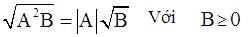 √A²B = |A|√B Với B ≥ 0